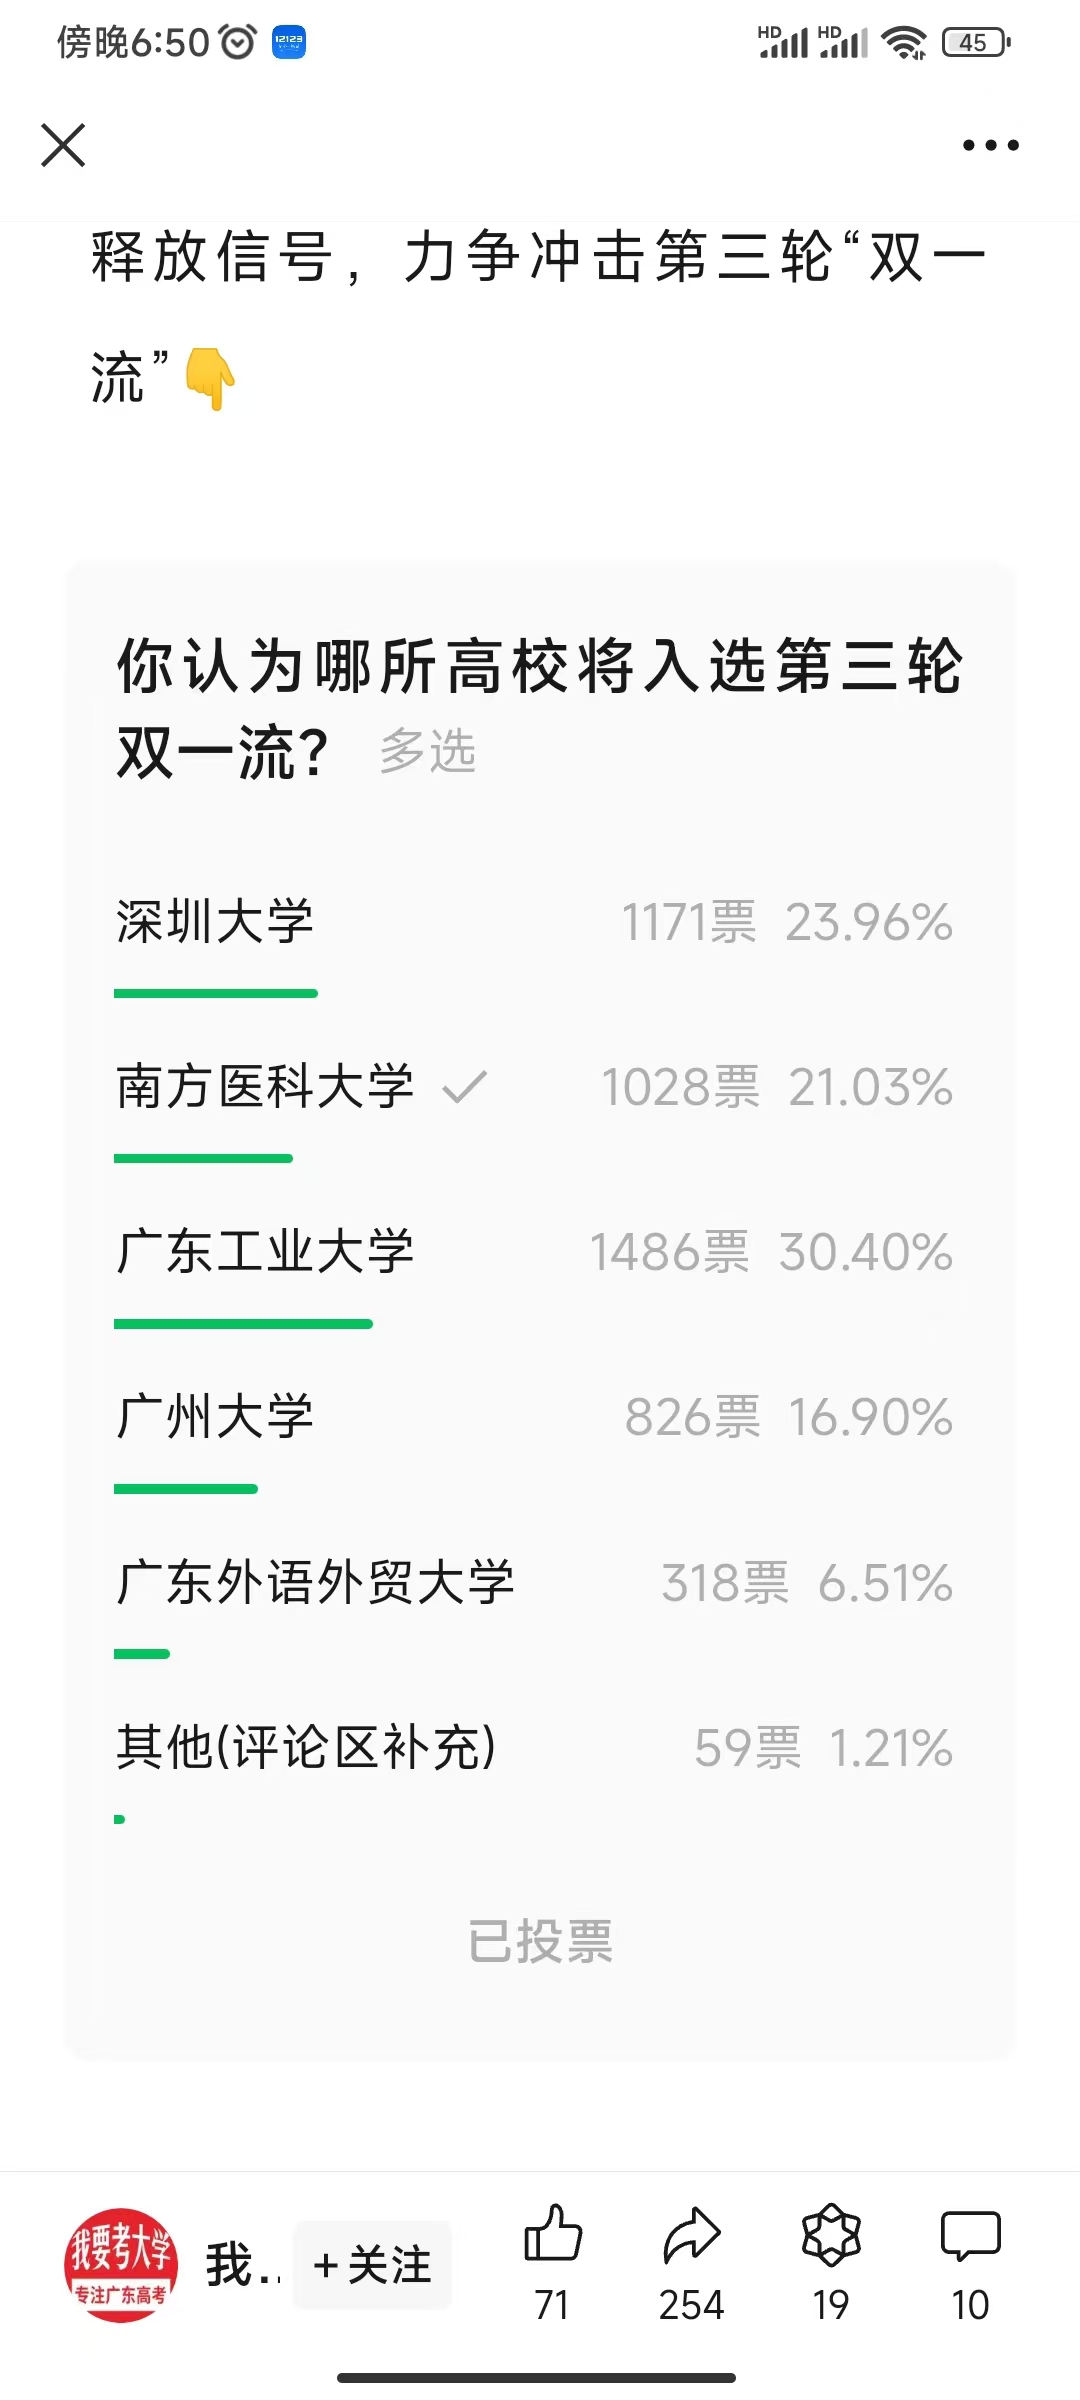 傍晚6:50
12123
HD HD 45
释放信号，力争冲击第三轮“双一
流”👇
你认为哪所高校将入选第三轮
双一流？ 多选
深圳大学 1171票 23.96%
南方医科大学 1028票 21.03%
广东工业大学 1486票 30.40%
广州大学 826票 16.90%
广东外语外贸大学 318票 6.51%
其他(评论区补充) 59票 1.21%
已投票
我要考大学
专注广东高考
我...
+关注
71 254 19 10